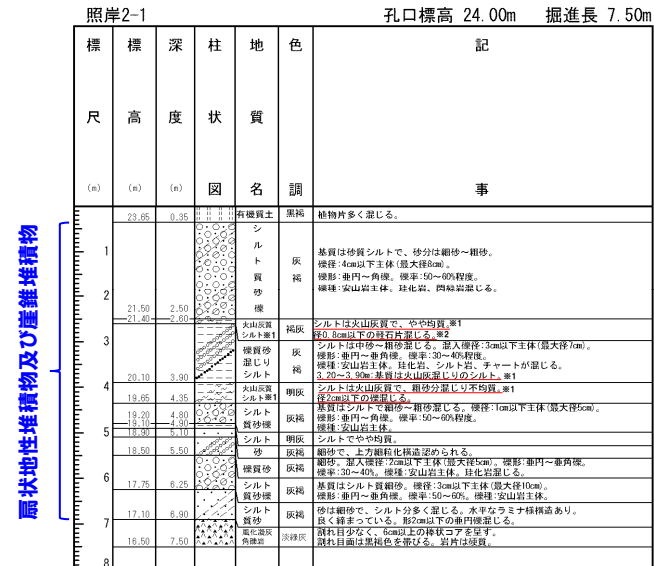 照岸2-1 孔口標高 24.00m 掘進長 7.50m
標尺(m) 標高(m) 深度(m) 柱状図 地質名 色調 記事
扇状地性堆積物及び崖錐堆積物
1
2
3
4
5
6
7
8
23.65 0.35 有機質土 黒褐 植物片多く混じる。
21.50 2.50 シルト質砂礫 灰褐
基質は砂質シルトで、砂分は細砂～粗砂。
礫径:4cm以下主体(最大径8cm)。
礫形:亜円～角礫。礫率:50～60%程度。
礫種:安山岩主体。珪化岩、閃緑岩混じる。
21.40 2.60
火山灰質シルト※1 褐灰
シルトは火山灰質で、やや均質。※1
径0.8cm以下の軽石片混じる。※2
20.10 3.90 礫質砂混じりシルト 灰褐
シルトは中砂～粗砂混じる。混入礫径:3cm以下主体(最大径7cm)。
礫形:亜円～亜角礫。礫率:30～40%程度。
礫種:安山岩主体。珪化岩、シルト岩、チャートが混じる。
3.20～3.90m:基質は火山灰混じりのシルト。※1
19.65 4.35 火山灰質シルト※1 明灰
シルトは火山灰質で、粗砂分混じり不均質。※1
径2cm以下の礫混じる。
19.20 4.80 シルト質砂礫 灰褐
19.10 4.90
基質はシルトで細砂～粗砂混じる。礫径:1cm以下主体(最大径5cm)。
礫形:亜円～亜角礫。礫率:50～60%程度。
礫種:安山岩主体。
18.90 5.10 シルト 明灰 シルトでやや均質。
18.50 5.50 砂 灰褐 細砂で、上方細粒化構造認められる。
礫質砂 灰褐
細砂。混入礫径:2cm以下主体(最大径5cm)。礫形:亜円～亜角礫。
礫率:30～40%。礫種:安山岩主体。珪化岩混じる。
17.75 6.25 シルト質砂礫 灰褐
基質はシルト質細砂。礫径:3cm以下主体(最大径10cm)。
礫形:亜円～亜角礫。礫率:50～60%。礫種:安山岩主体。
17.10 6.90 シルト質砂 灰褐
砂は細砂で、シルト分多く混じる。水平なラミナ様構造あり。
良く締まっている。形2cm以下の亜円礫混じる。
16.50 7.50 風化凝灰角礫岩 淡緑灰
割れ目少なく、6cm以上の棒状コアを呈す。
割れ目面は黒褐色を帯びる。岩片は硬質。